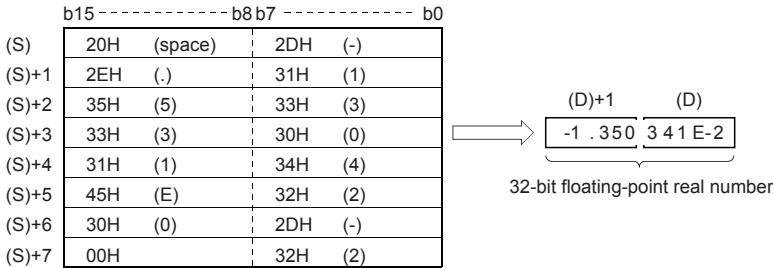 b15 b8 b7 b0
(S) 20H (space) 2DH (-)
(S)+1 2EH (.) 31H (1)
(S)+2 35H (5) 33H (3)
(S)+3 33H (3) 30H (0)
(S)+4 31H (1) 34H (4)
(S)+5 45H (E) 32H (2)
(S)+6 30H (0) 2DH (-)
(S)+7 00H 32H (2)
(D)+1 (D)
-1 . 350 3 4 1 E-2
32-bit floating-point real number